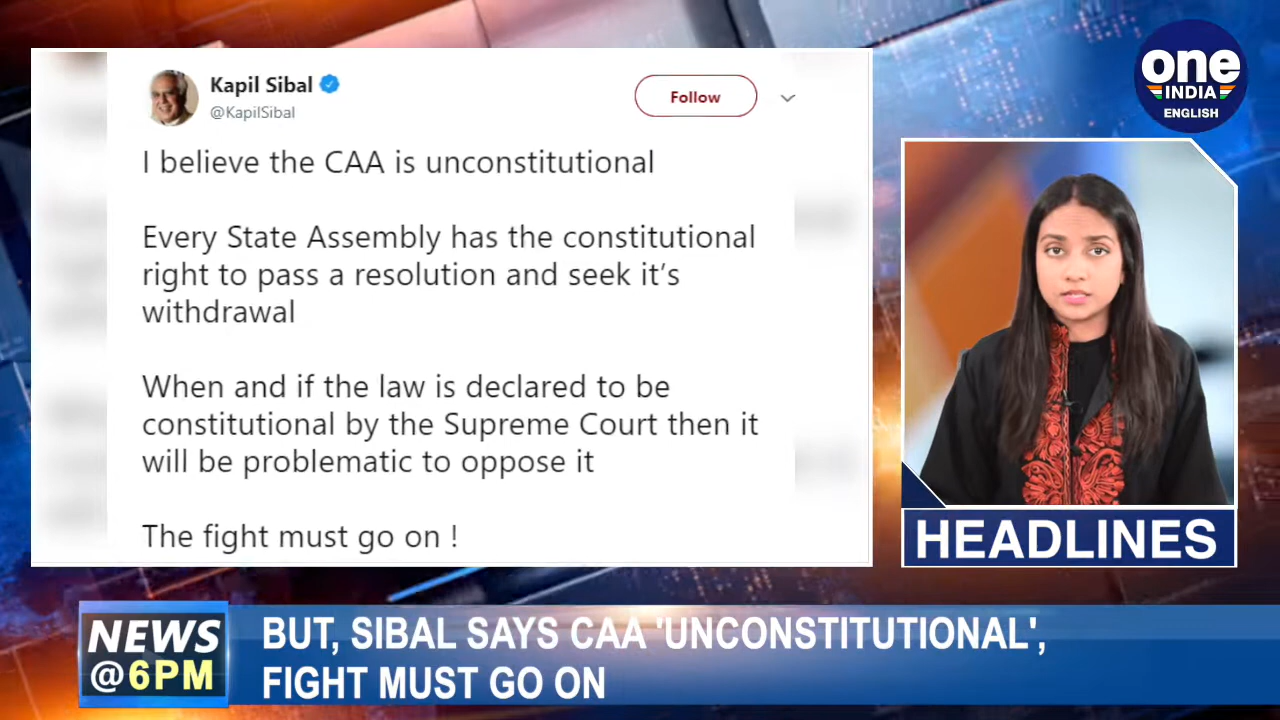 Kapil Sibal
@KapilSibal
Follow
I believe the CAA is unconstitutional
Every State Assembly has the constitutional
right to pass a resolution and seek it's
withdrawal
When and if the law is declared to be
constitutional by the Supreme Court then it
will be problematic to oppose it
The fight must go on !
one
INDIA
ENGLISH
HEADLINES
NEWS
@6PM
BUT, SIBAL SAYS CAA 'UNCONSTITUTIONAL',
FIGHT MUST GO ON